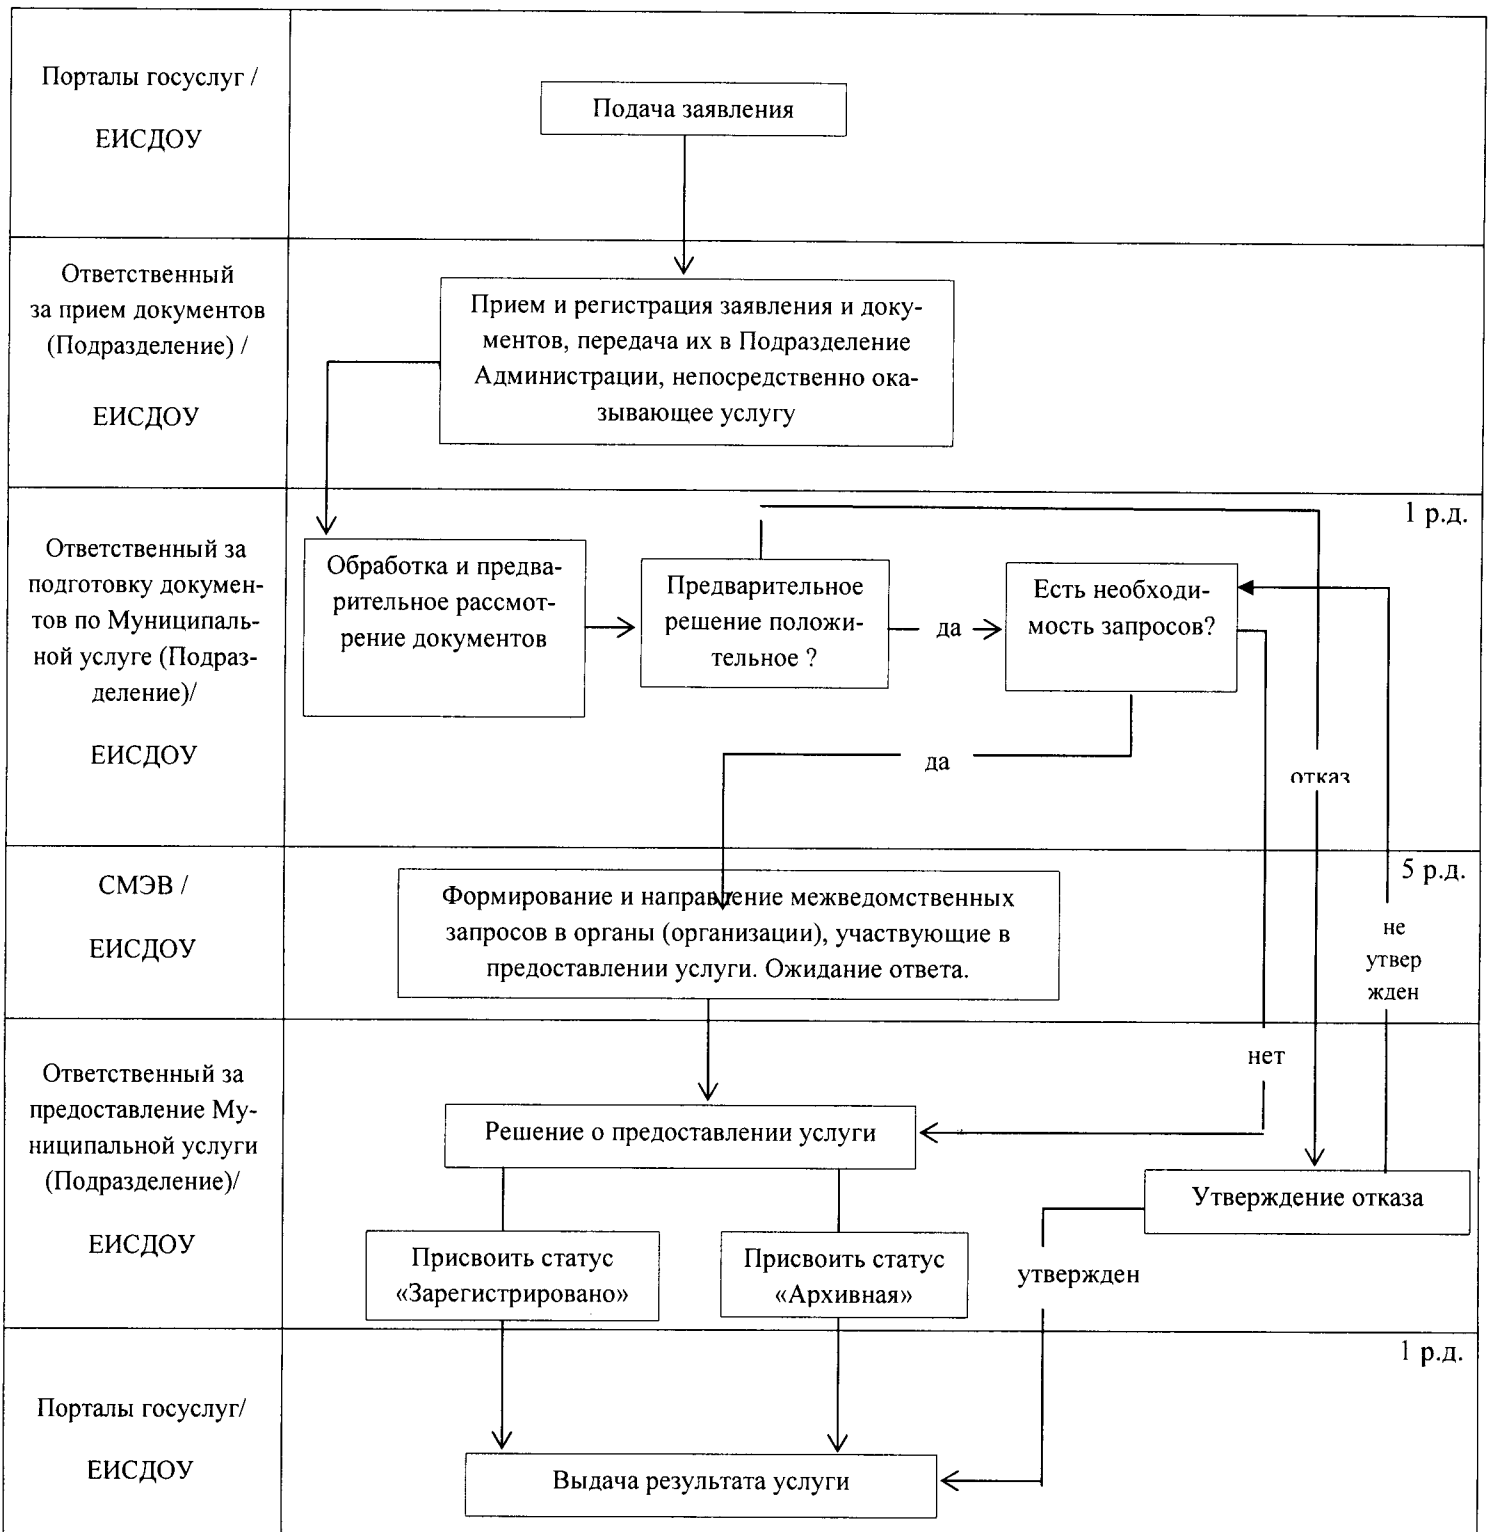 Порталы госуслуг /
ЕИСДОУ
Подача заявления
Ответственный
за прием документов
(Подразделение) /
ЕИСДОУ
Прием и регистрация заявления и доку-
ментов, передача их в Подразделение
Администрации, непосредственно ока-
зывающее услугу
1 р.д.
Ответственный за
подготовку докумен-
тов по Муниципаль-
ной услуге (Подраз-
деление)/
ЕИСДОУ
Обработка и предва-
рительное рассмот-
рение документов
Предварительное
решение положи-
тельное ?
да
Есть необходи-
мость запросов?
да
отказ
5 р.д.
СМЭВ /
ЕИСДОУ
Формирование и направление межведомственных
запросов в органы (организации), участвующие в
предоставлении услуги. Ожидание ответа.
не
утвер
жден
нет
Ответственный за
предоставление Му-
ниципальной услуги
(Подразделение)/
ЕИСДОУ
Решение о предоставлении услуги
Утверждение отказа
Присвоить статус
«Зарегистрировано»
Присвоить статус
«Архивная»
утвержден
1 р.д.
Порталы госуслуг/
ЕИСДОУ
Выдача результата услуги